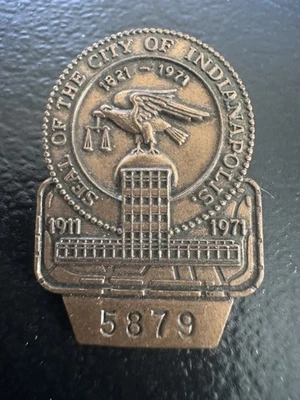 SEAL OF THE CITY OF INDIANAPOLIS
1821-1971
1911 1971
5879